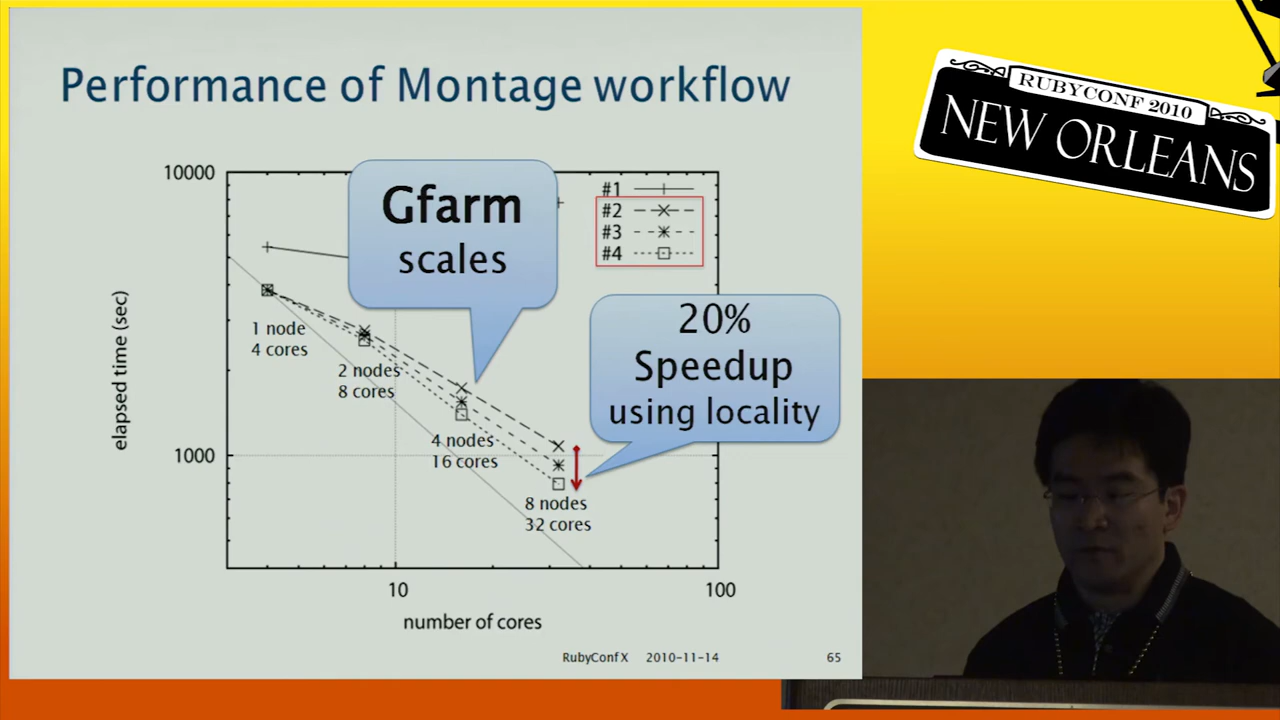 Performance of Montage workflow
RUBYCONF 2010
NEW ORLEANS
10000
1000
elapsed time (sec)
Gfarm
scales
#1
#2
#3
#4
20%
Speedup
using locality
1 node
4 cores
2 nodes
8 cores
4 nodes
16 cores
8 nodes
32 cores
10
100
number of cores
RubyConf X 2010-11-14 65